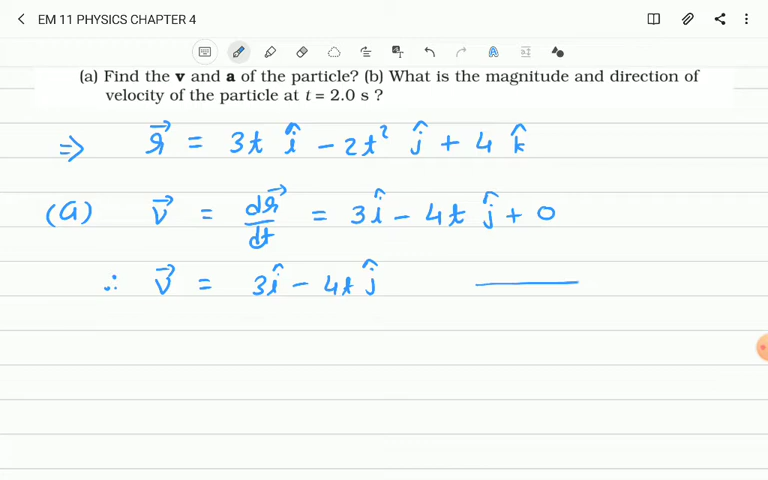 EM 11 PHYSICS CHAPTER 4
(a) Find the v and a of the particle? (b) What is the magnitude and direction of
velocity of the particle at t = 2.0 s ?
⇒ r⃗ = 3t î − 2t² ĵ + 4 k̂
(a) v⃗ = dr⃗/dt = 3î − 4t ĵ + 0
∴ v⃗ = 3î − 4t ĵ